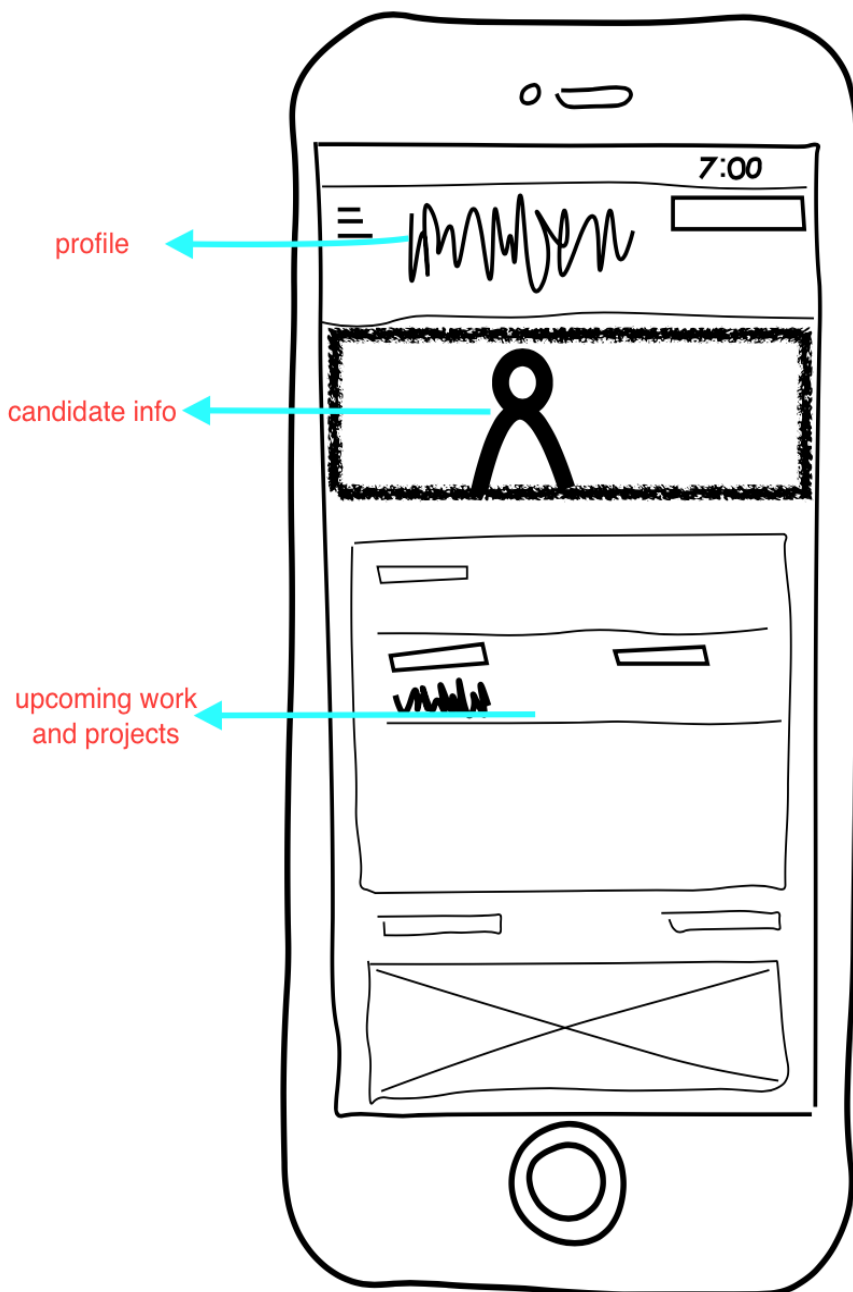 7:00
profile
candidate info
upcoming work
and projects